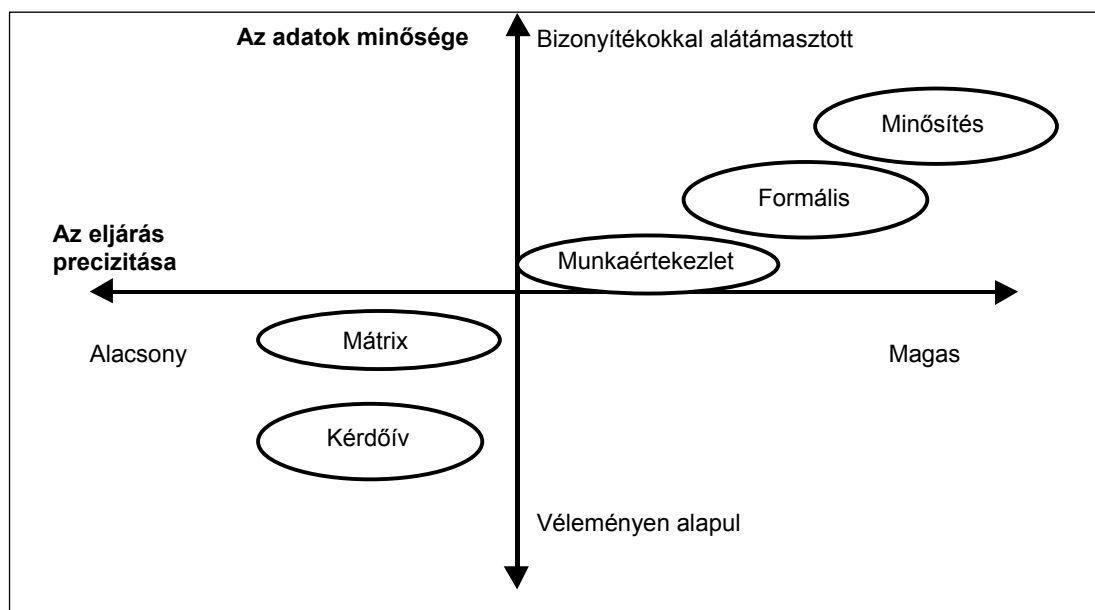 Az adatok minősége
Bizonyítékokkal alátámasztott
Minősítés
Formális
Az eljárás
precizitása
Munkaértekezlet
Alacsony
Mátrix
Magas
Kérdőív
Véleményen alapul